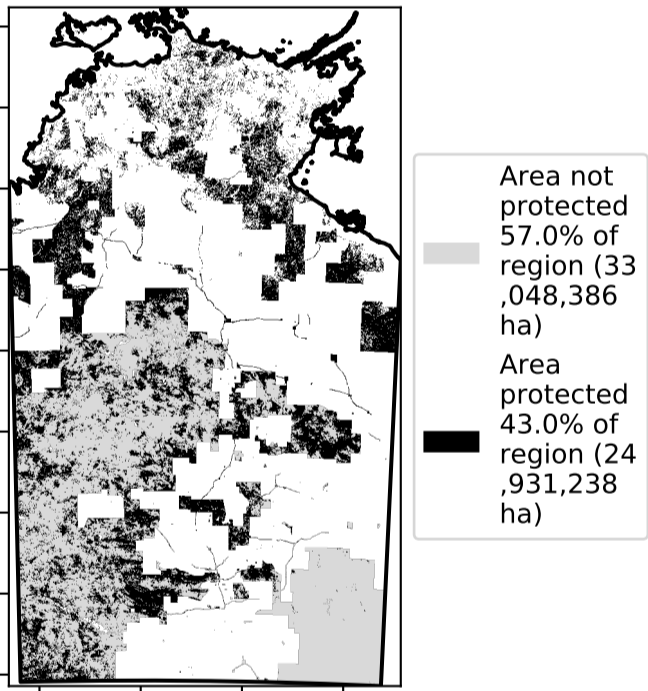 Area not
protected
57.0% of
region (33
,048,386
ha)
Area
protected
43.0% of
region (24
,931,238
ha)